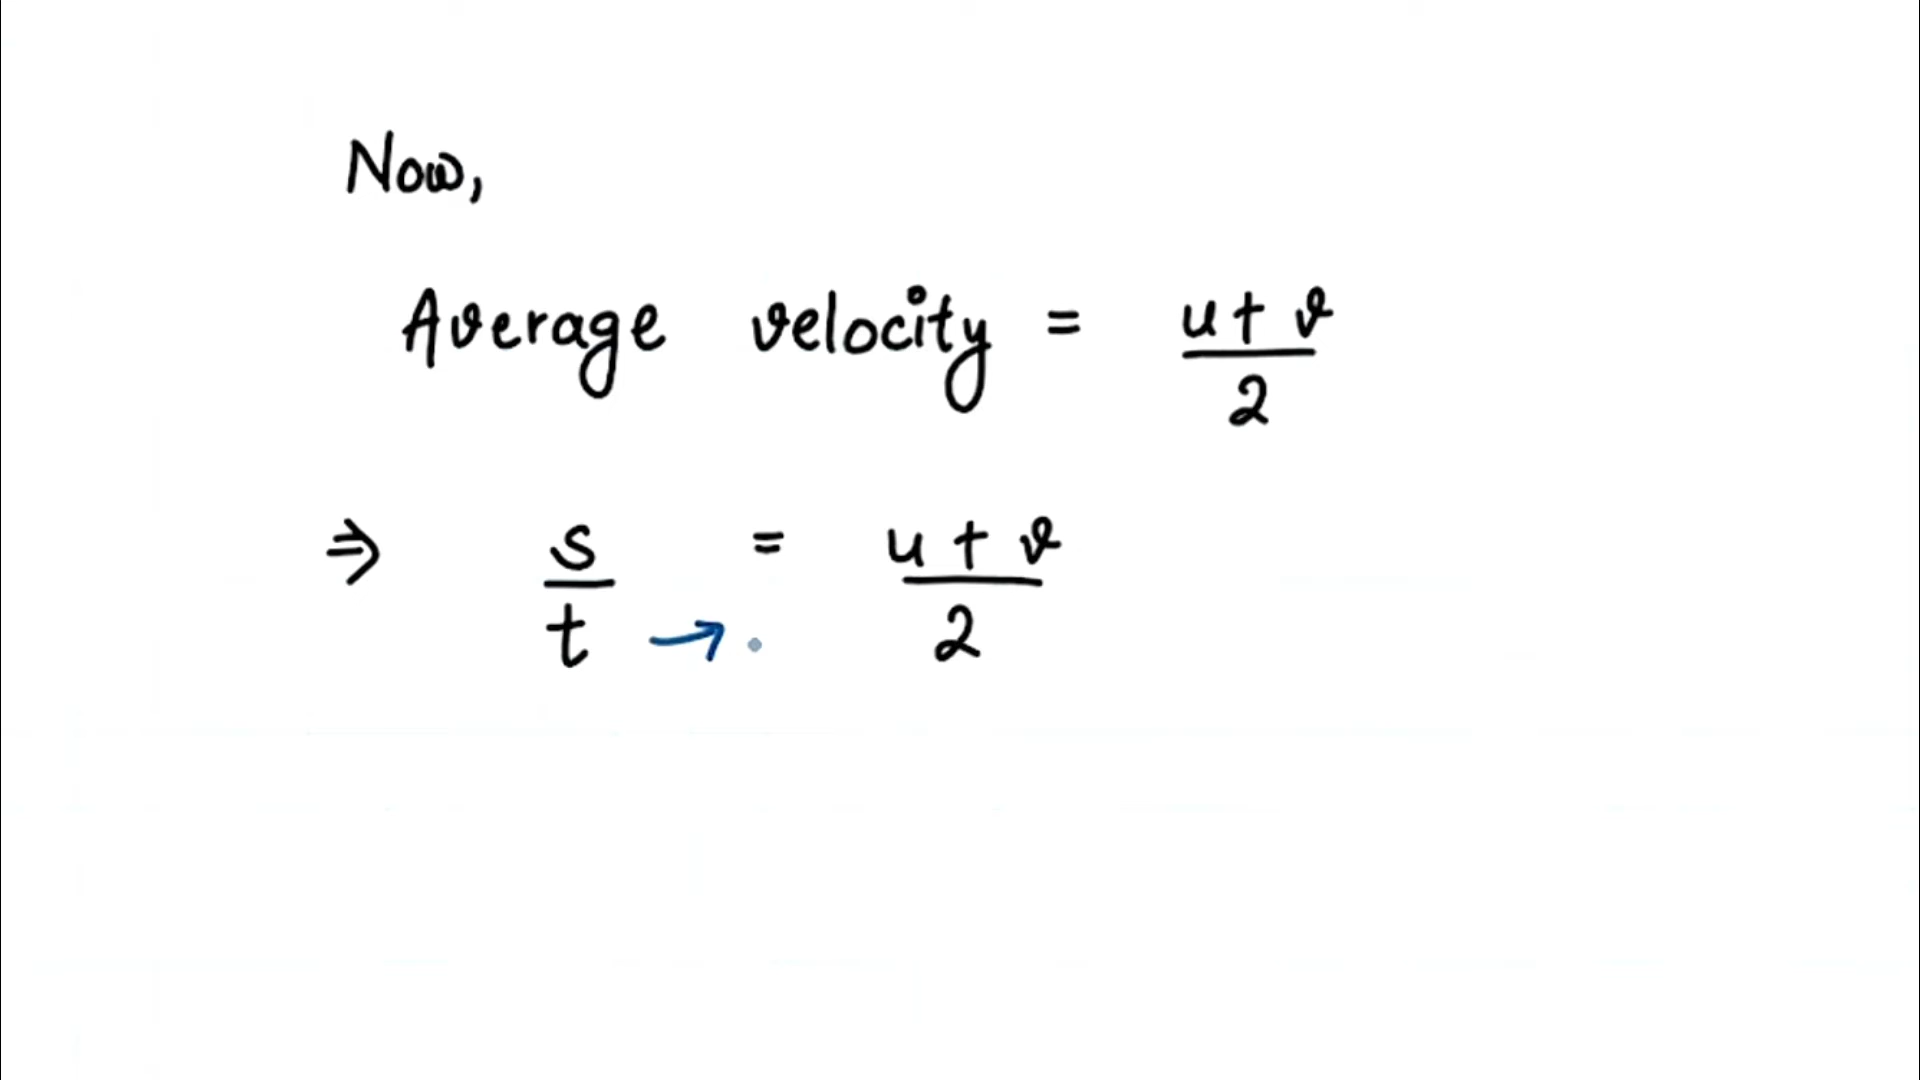 Now,
Average velocity = (u + v)/2
⇒ s/t → = (u + v)/2